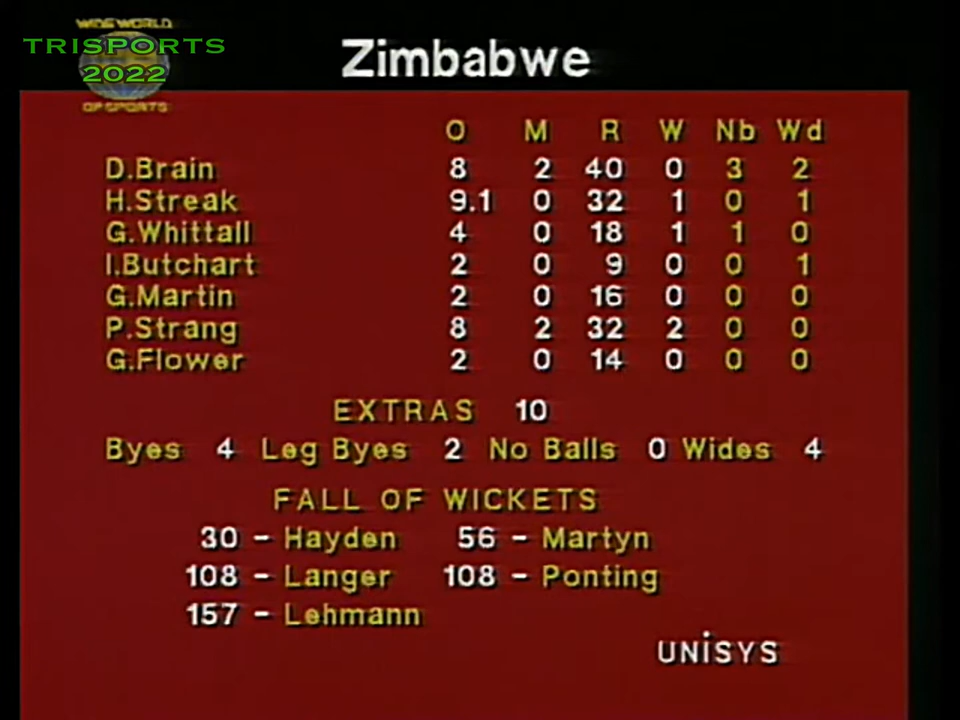 WIDE WORLD
TRISPORTS
2022
OF SPORTS
Zimbabwe
O M R W Nb Wd
D.Brain 8 2 40 0 3 2
H.Streak 9.1 0 32 1 0 1
G.Whittall 4 0 18 1 1 0
I.Butchart 2 0 9 0 0 1
G.Martin 2 0 16 0 0 0
P.Strang 8 2 32 2 0 0
G.Flower 2 0 14 0 0 0
EXTRAS 10
Byes 4 Leg Byes 2 No Balls 0 Wides 4
FALL OF WICKETS
30 - Hayden 56 - Martyn
108 - Langer 108 - Ponting
157 - Lehmann
UNiSYS